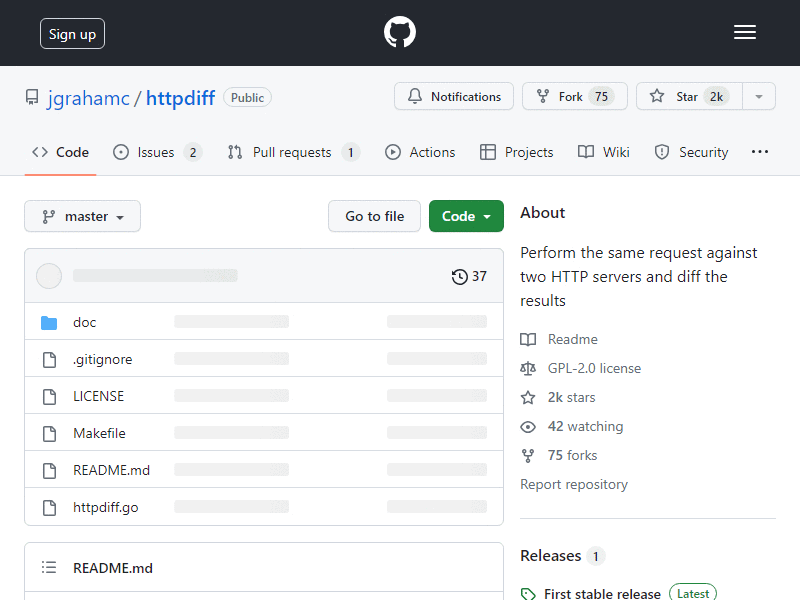 Sign up
jgrahamc / httpdiff Public
Notifications Fork 75 Star 2k
Code Issues 2 Pull requests 1 Actions Projects Wiki Security
master Go to file Code
37
doc
.gitignore
LICENSE
Makefile
README.md
httpdiff.go
README.md
About
Perform the same request against
two HTTP servers and diff the
results
Readme
GPL-2.0 license
2k stars
42 watching
75 forks
Report repository
Releases 1
First stable release Latest